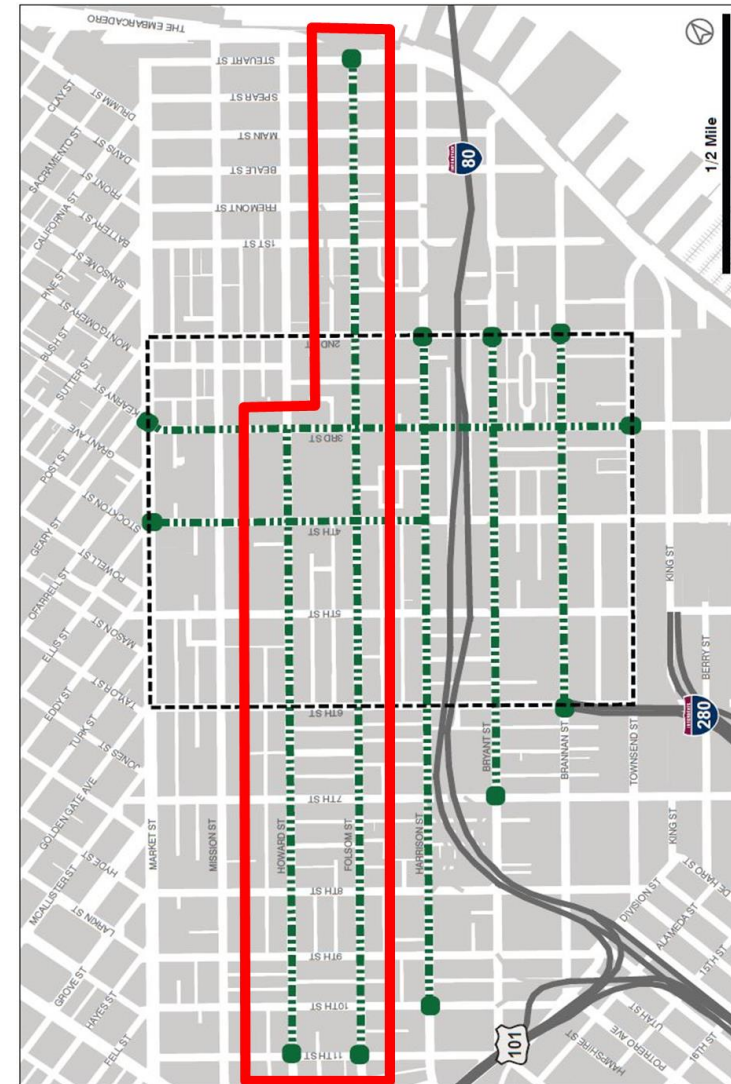 THE EMBARCADERO
STEUART ST
SPEAR ST
MAIN ST
BEALE ST
FREMONT ST
1ST ST
2ND ST
3RD ST
4TH ST
5TH ST
6TH ST
7TH ST
8TH ST
9TH ST
10TH ST
11TH ST
CLAY ST
DRUMM ST
SACRAMENTO ST
DAVIS ST
CALIFORNIA ST
FRONT ST
BATTERY ST
PINE ST
SANSOME ST
BUSH ST
MONTGOMERY ST
SUTTER ST
KEARNY ST
POST ST
GRANT AVE
GEARY ST
STOCKTON ST
OFARRELL ST
POWELL ST
ELLIS ST
MASON ST
EDDY ST
TAYLOR ST
TURK ST
JONES ST
GOLDEN GATE AVE
HYDE ST
MCALLISTER ST
LARKIN ST
GROVE ST
HAYES ST
FELL ST
MARKET ST
MISSION ST
HOWARD ST
FOLSOM ST
HARRISON ST
BRYANT ST
BRANNAN ST
TOWNSEND ST
KING ST
BERRY ST
KING ST
DE HARO ST
DIVISION ST
ALAMEDA ST
15TH ST
16TH ST
UTAH ST
POTRERO AVE
HAMPSHIRE ST
80
280
101
1/2 Mile